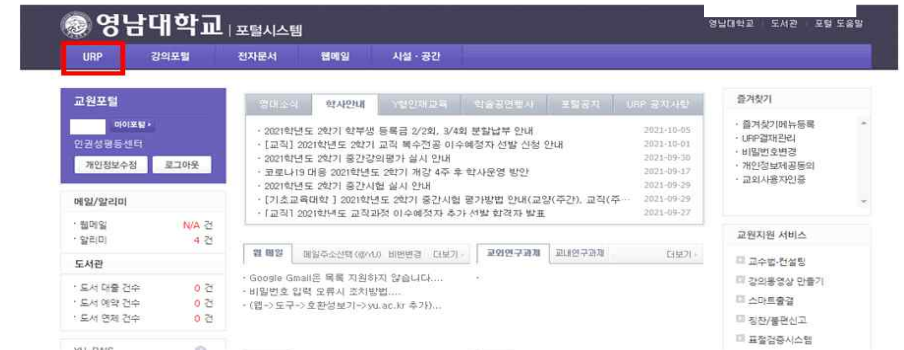 영남대학교 | 포털시스템
영남대학교 도서관 포털 도움말
URP 강의포털 전자문서 웹메일 시설 · 공간
교원포털
마이포털
인권성평등센터
개인정보수정 로그아웃
메일/알리미
· 웹메일 N/A 건
· 알리미 4 건
도서관
· 도서 대출 건수 0 건
· 도서 예약 건수 0 건
· 도서 연체 건수 0 건
영대소식 학사안내 Y형인재교육 학술공연행사 포털공지 URP 공지사항
· 2021학년도 2학기 학부생 등록금 2/2회, 3/4회 분할납부 안내 2021-10-05
· [교직] 2021학년도 2학기 교직 복수전공 이수예정자 선발 신청 안내 2021-10-01
· 2021학년도 2학기 중간강의평가 실시 안내 2021-09-30
· 코로나19 대응 2021학년도 2학기 개강 4주 후 학사운영 방안 2021-09-17
· 2021학년도 2학기 중간시험 실시 안내 2021-09-29
· [기초교육대학 ] 2021학년도 2학기 중간시험 평가방법 안내(교양(주간), 교직(주··· 2021-09-29
· [교직] 2021학년도 교직과정 이수예정자 추가 선발 합격자 발표 2021-09-27
웹 메일 메일주소선택(@YU) 비번변경 더보기
· Google Gmail은 목록 지원하지 않습니다....
· 비밀번호 입력 오류시 조치방법....
· (웹->도구->호환성보기->yu.ac.kr 추가)...
교외연구과제 교내연구과제 더보기
즐겨찾기
· 즐겨찾기메뉴등록
· URP결재관리
· 비밀번호변경
· 개인정보제공동의
· 교외사용자인증
교원지원 서비스
교수법·컨설팅
강의동영상 만들기
스마트출결
칭찬/불편신고
표절검증시스템